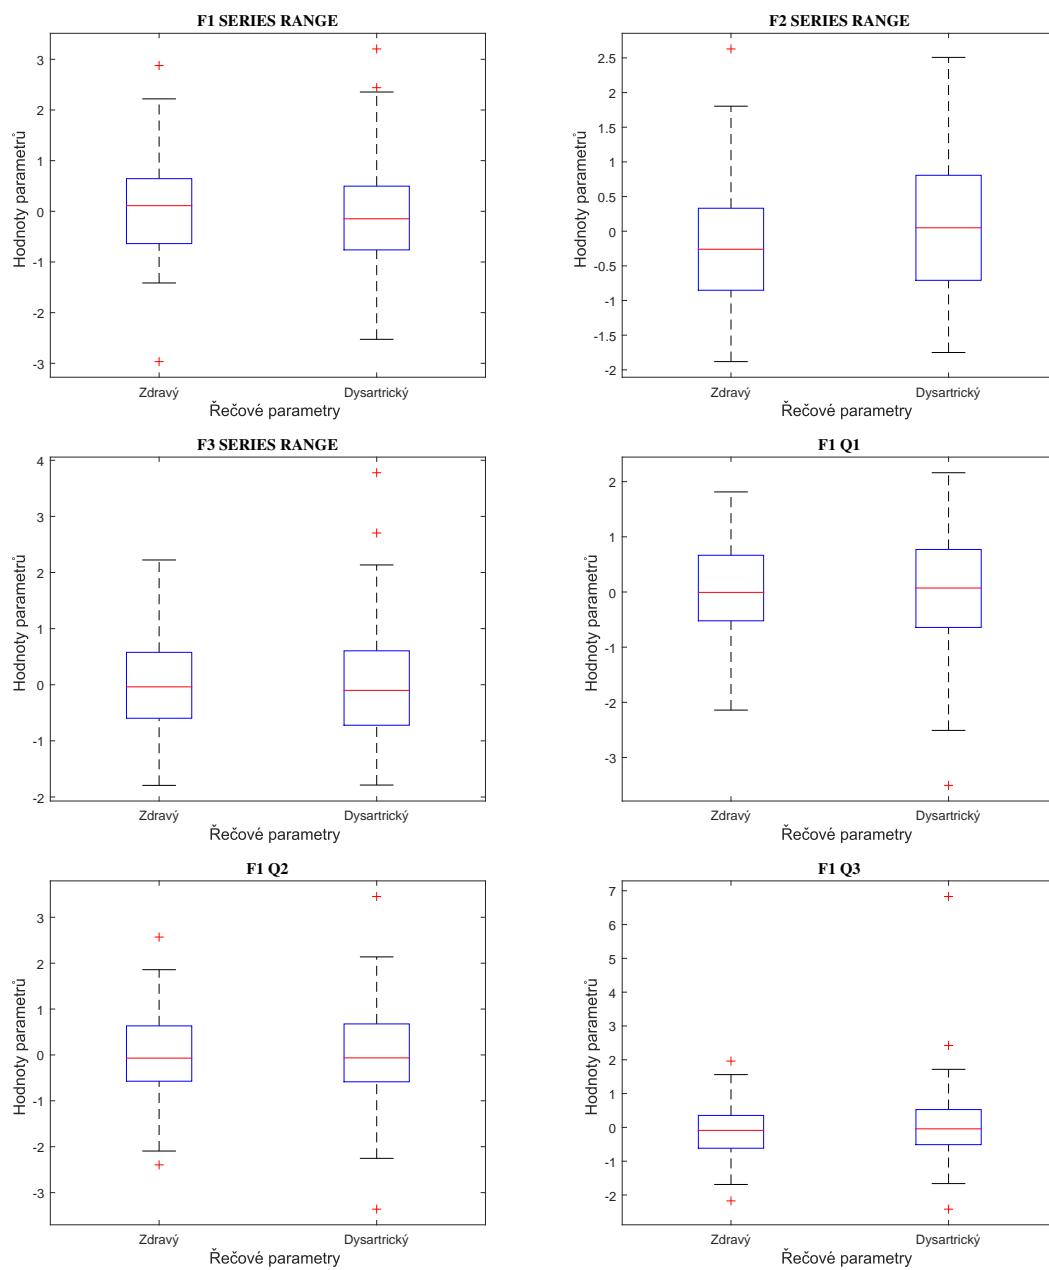 F1 SERIES RANGE
3
2
1
0
-1
-2
-3
Hodnoty parametrů
Zdravý Dysartrický
Řečové parametry
F2 SERIES RANGE
2.5
2
1.5
1
0.5
0
-0.5
-1
-1.5
-2
Hodnoty parametrů
Zdravý Dysartrický
Řečové parametry
F3 SERIES RANGE
4
3
2
1
0
-1
-2
Hodnoty parametrů
Zdravý Dysartrický
Řečové parametry
F1 Q1
2
1
0
-1
-2
-3
Hodnoty parametrů
Zdravý Dysartrický
Řečové parametry
F1 Q2
3
2
1
0
-1
-2
-3
Hodnoty parametrů
Zdravý Dysartrický
Řečové parametry
F1 Q3
7
6
5
4
3
2
1
0
-1
-2
Hodnoty parametrů
Zdravý Dysartrický
Řečové parametry